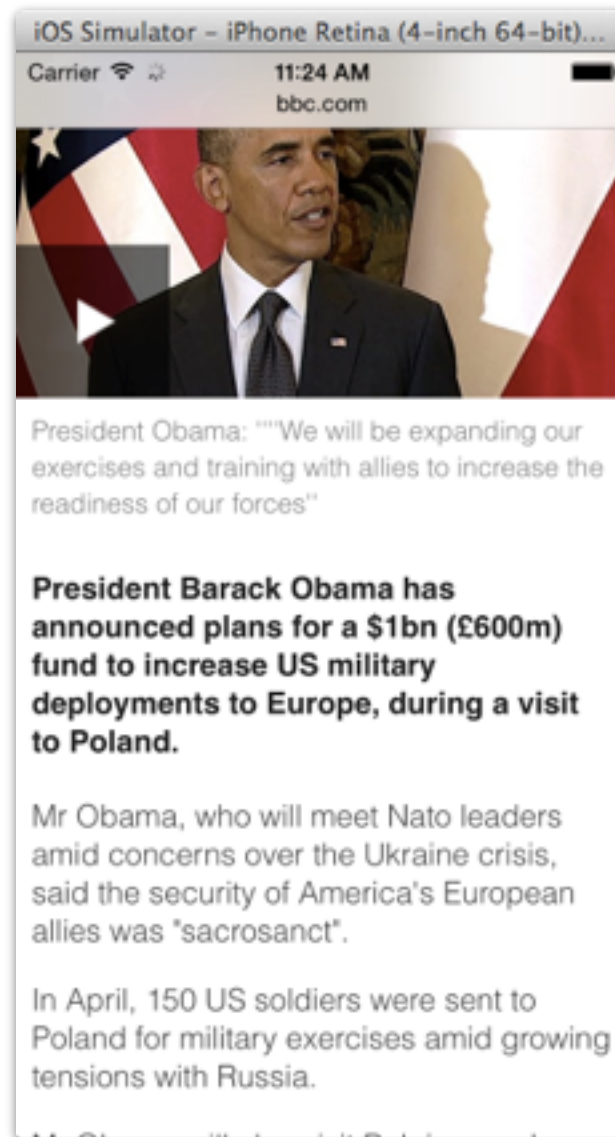 iOS Simulator – iPhone Retina (4-inch 64-bit)...
Carrier 11:24 AM
bbc.com
President Obama: """We will be expanding our
exercises and training with allies to increase the
readiness of our forces"
President Barack Obama has
announced plans for a $1bn (£600m)
fund to increase US military
deployments to Europe, during a visit
to Poland.
Mr Obama, who will meet Nato leaders
amid concerns over the Ukraine crisis,
said the security of America's European
allies was "sacrosanct".
In April, 150 US soldiers were sent to
Poland for military exercises amid growing
tensions with Russia.